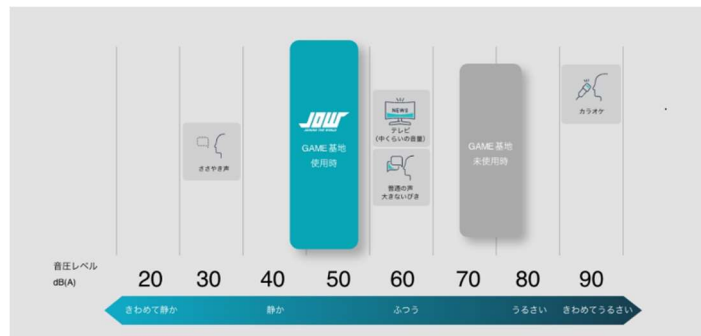 JOW
GAME基地
使用時
NEWS
テレビ
(中くらいの音量)
普通の声
大きないびき
ささやき声
GAME基地
未使用時
カラオケ
音圧レベル
dB(A)
20 30 40 50 60 70 80 90
きわめて静か 静か ふつう うるさい きわめてうるさい